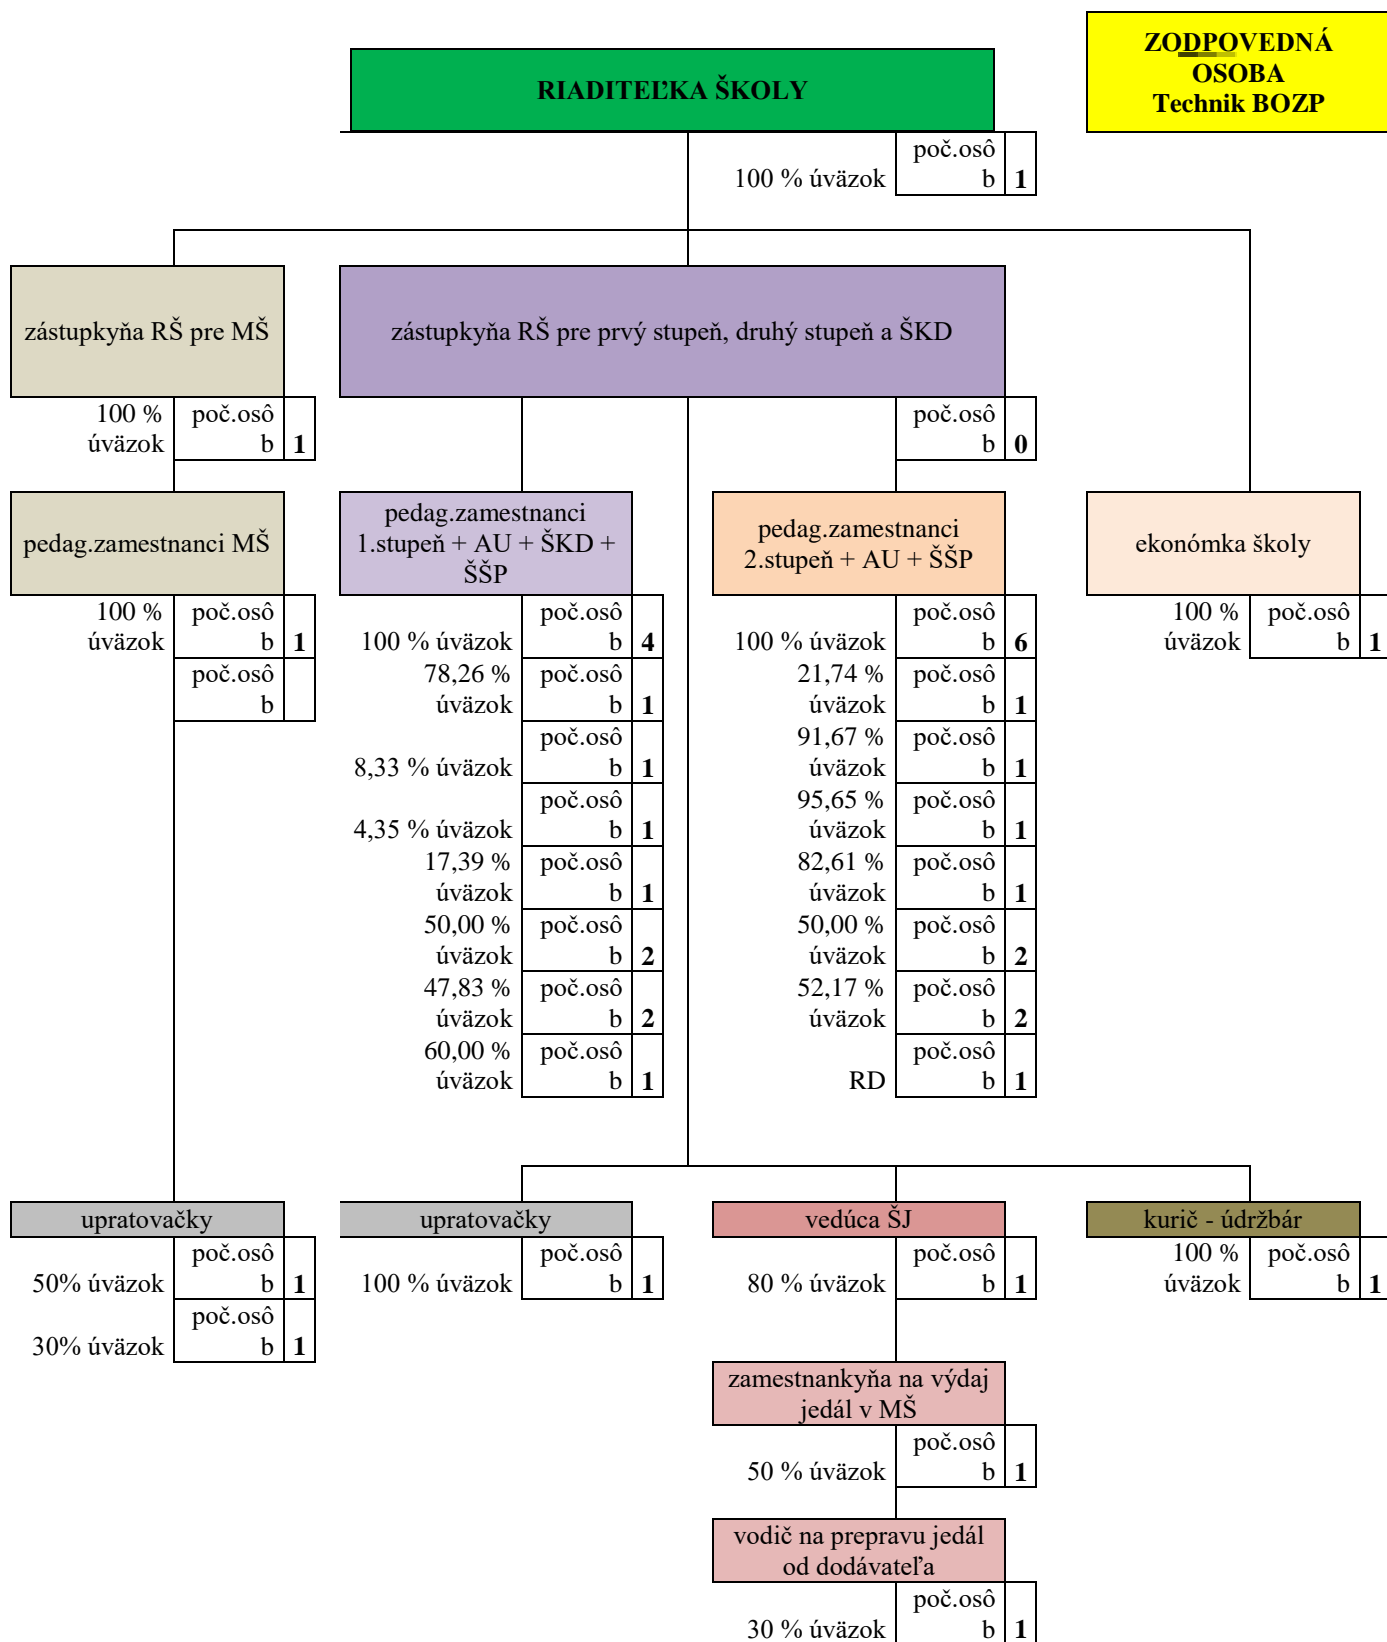 RIADITEĽKA ŠKOLY
ZODPOVEDNÁ
OSOBA
Technik BOZP
100 % úväzok
poč.osô
b 1
zástupkyňa RŠ pre MŠ
100 %
úväzok
poč.osô
b 1
zástupkyňa RŠ pre prvý stupeň, druhý stupeň a ŠKD
poč.osô
b 0
pedag.zamestnanci MŠ
100 %
úväzok
poč.osô
b 1
poč.osô
b
pedag.zamestnanci
1.stupeň + AU + ŠKD +
ŠŠP
100 % úväzok
poč.osô
b 4
78,26 %
úväzok
poč.osô
b 1
8,33 % úväzok
poč.osô
b 1
4,35 % úväzok
poč.osô
b 1
17,39 %
úväzok
poč.osô
b 1
50,00 %
úväzok
poč.osô
b 2
47,83 %
úväzok
poč.osô
b 2
60,00 %
úväzok
poč.osô
b 1
pedag.zamestnanci
2.stupeň + AU + ŠŠP
100 % úväzok
poč.osô
b 6
21,74 %
úväzok
poč.osô
b 1
91,67 %
úväzok
poč.osô
b 1
95,65 %
úväzok
poč.osô
b 1
82,61 %
úväzok
poč.osô
b 1
50,00 %
úväzok
poč.osô
b 2
52,17 %
úväzok
poč.osô
b 2
RD
poč.osô
b 1
ekonómka školy
100 %
úväzok
poč.osô
b 1
upratovačky
50% úväzok
poč.osô
b 1
30% úväzok
poč.osô
b 1
upratovačky
100 % úväzok
poč.osô
b 1
vedúca ŠJ
80 % úväzok
poč.osô
b 1
zamestnankyňa na výdaj
jedál v MŠ
50 % úväzok
poč.osô
b 1
vodič na prepravu jedál
od dodávateľa
30 % úväzok
poč.osô
b 1
kurič - údržbár
100 %
úväzok
poč.osô
b 1